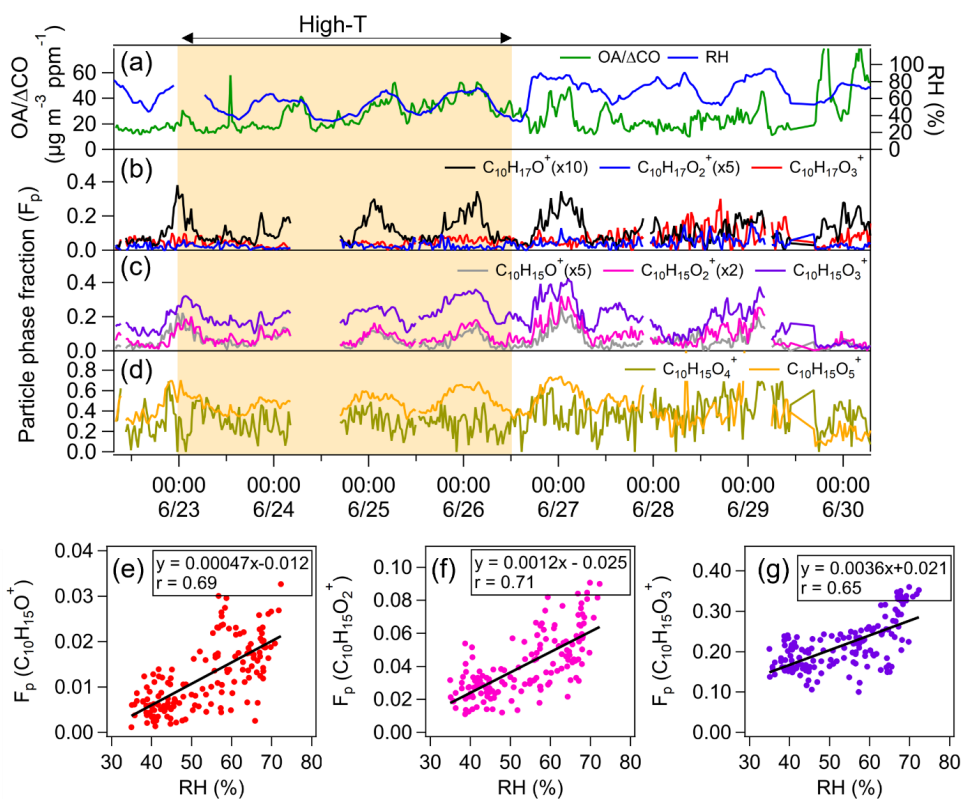 High-T
(a)
OA/ΔCO
RH
OA/ΔCO
(µg m⁻³ ppm⁻¹)
60
40
20
0
100
80
60
40
20
0
RH (%)
(b)
C₁₀H₁₇O⁺(x10)
C₁₀H₁₇O₂⁺(x5)
C₁₀H₁₇O₃⁺
0.4
0.2
0.0
Particle phase fraction (Fₚ)
(c)
C₁₀H₁₅O⁺(x5)
C₁₀H₁₅O₂⁺(x2)
C₁₀H₁₅O₃⁺
0.4
0.2
0.0
(d)
C₁₀H₁₅O₄⁺
C₁₀H₁₅O₅⁺
0.8
0.6
0.4
0.2
0.0
00:00 00:00 00:00 00:00 00:00 00:00 00:00 00:00
6/23 6/24 6/25 6/26 6/27 6/28 6/29 6/30
(e)
y = 0.00047x-0.012
r = 0.69
Fₚ (C₁₀H₁₅O⁺)
0.04
0.03
0.02
0.01
0.00
30 40 50 60 70 80
RH (%)
(f)
y = 0.0012x - 0.025
r = 0.71
Fₚ (C₁₀H₁₅O₂⁺)
0.10
0.08
0.06
0.04
0.02
0.00
30 40 50 60 70 80
RH (%)
(g)
y = 0.0036x+0.021
r = 0.65
Fₚ (C₁₀H₁₅O₃⁺)
0.40
0.30
0.20
0.10
0.00
30 40 50 60 70 80
RH (%)